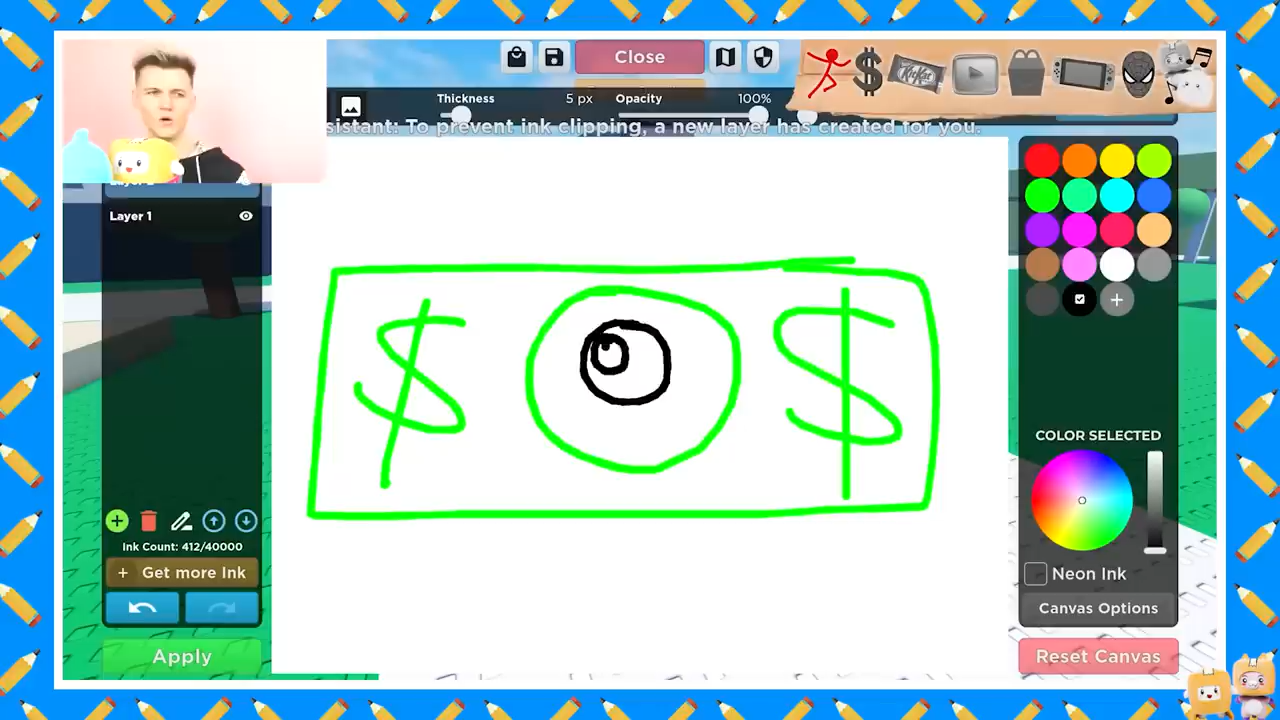 Close
KitKat
Thickness
5 px
Opacity
100%
sistant: To prevent ink clipping, a new layer has created for you.
Layer 1
$
$
COLOR SELECTED
Ink Count: 412/40000
+ Get more Ink
Neon Ink
Canvas Options
Apply
Reset Canvas